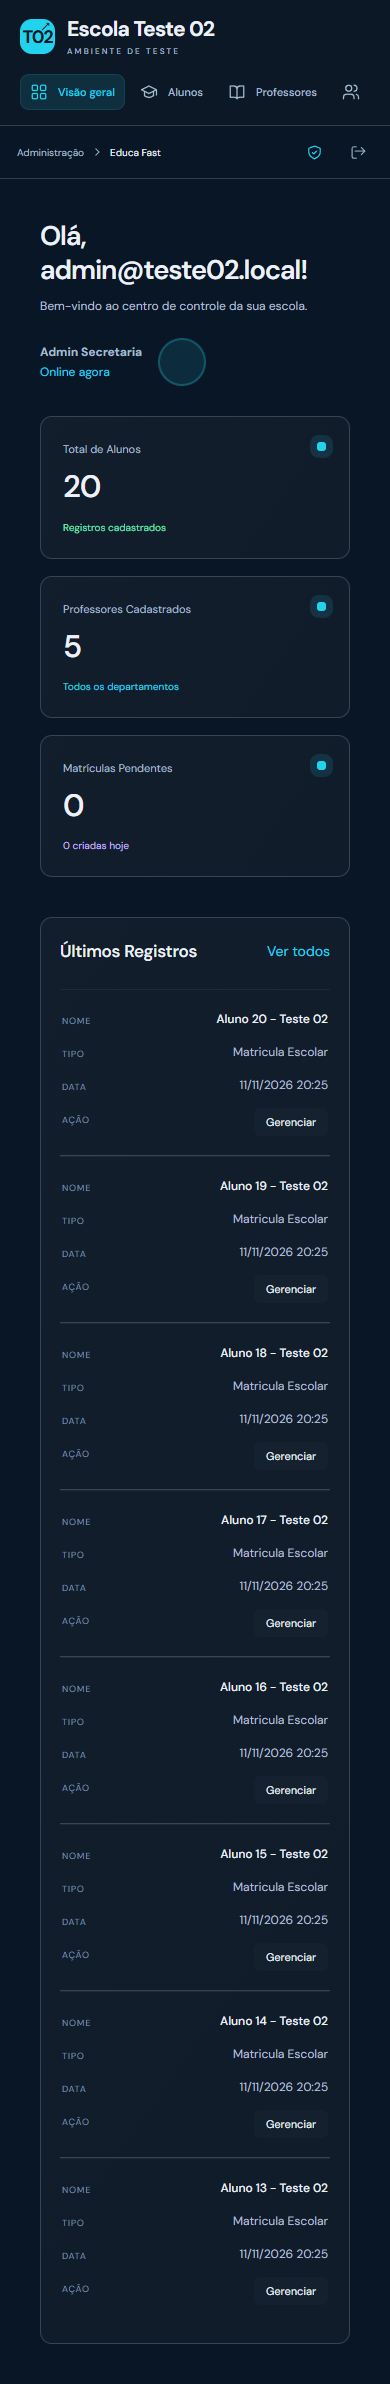 T02
Escola Teste 02
AMBIENTE DE TESTE
Visão geral
Alunos
Professores
Administração
Educa Fast
Olá,
admin@teste02.local!
Bem-vindo ao centro de controle da sua escola.
Admin Secretaria
Online agora
Total de Alunos
20
Registros cadastrados
Professores Cadastrados
5
Todos os departamentos
Matrículas Pendentes
0
0 criadas hoje
Últimos Registros
Ver todos
NOME Aluno 20 - Teste 02
TIPO Matricula Escolar
DATA 11/11/2026 20:25
AÇÃO Gerenciar
NOME Aluno 19 - Teste 02
TIPO Matricula Escolar
DATA 11/11/2026 20:25
AÇÃO Gerenciar
NOME Aluno 18 - Teste 02
TIPO Matricula Escolar
DATA 11/11/2026 20:25
AÇÃO Gerenciar
NOME Aluno 17 - Teste 02
TIPO Matricula Escolar
DATA 11/11/2026 20:25
AÇÃO Gerenciar
NOME Aluno 16 - Teste 02
TIPO Matricula Escolar
DATA 11/11/2026 20:25
AÇÃO Gerenciar
NOME Aluno 15 - Teste 02
TIPO Matricula Escolar
DATA 11/11/2026 20:25
AÇÃO Gerenciar
NOME Aluno 14 - Teste 02
TIPO Matricula Escolar
DATA 11/11/2026 20:25
AÇÃO Gerenciar
NOME Aluno 13 - Teste 02
TIPO Matricula Escolar
DATA 11/11/2026 20:25
AÇÃO Gerenciar